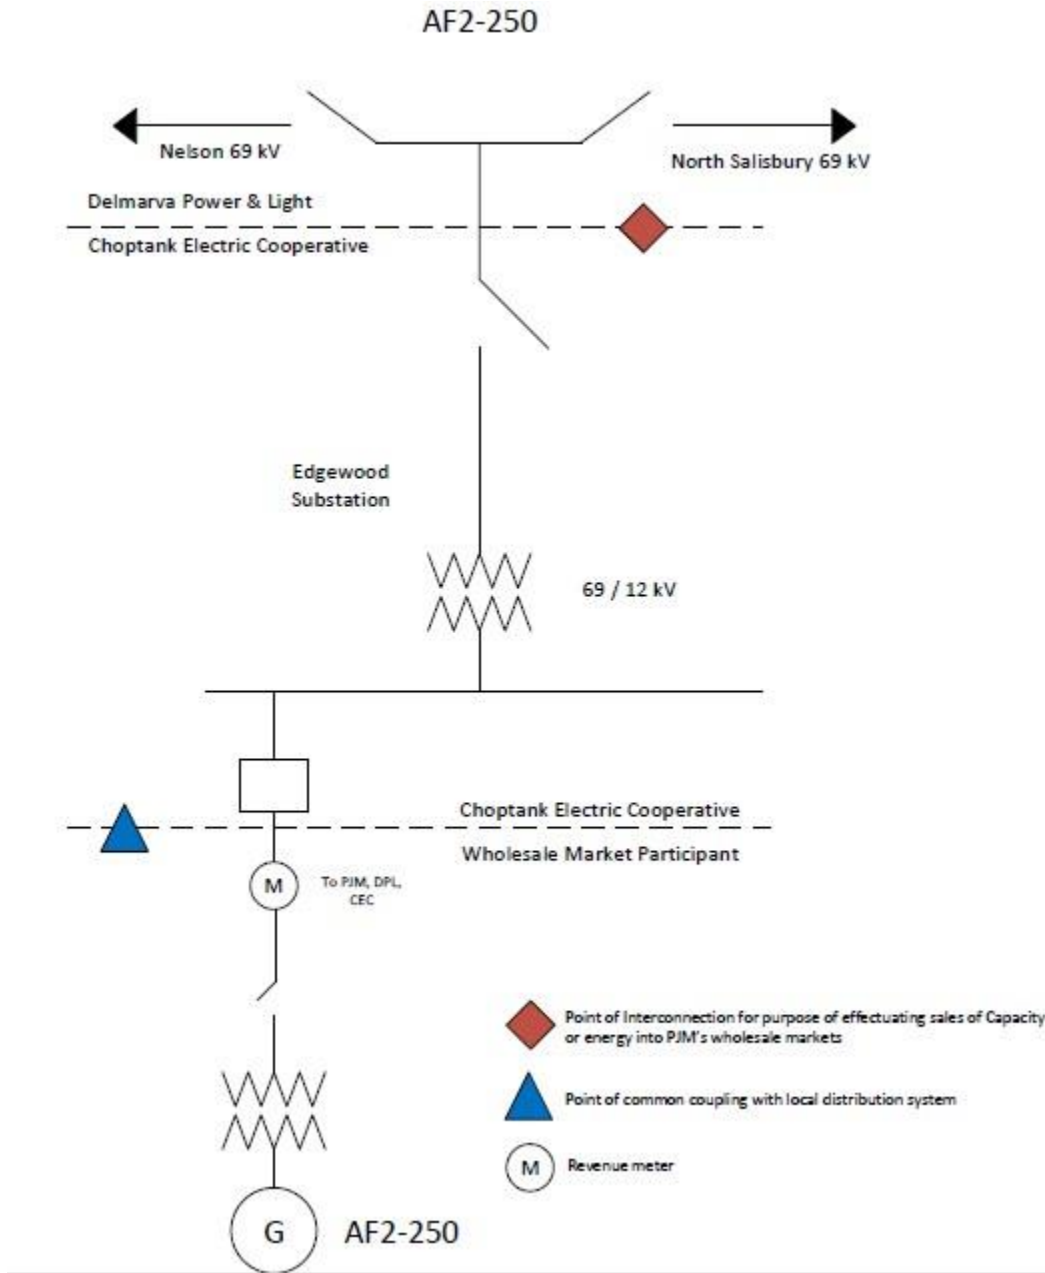 AF2-250
Nelson 69 kV
North Salisbury 69 kV
Delmarva Power & Light
Choptank Electric Cooperative
Edgewood
Substation
69 / 12 kV
Choptank Electric Cooperative
Wholesale Market Participant
M
To PJM, DPL,
CEC
Point of Interconnection for purpose of effectuating sales of Capacity
or energy into PJM's wholesale markets
Point of common coupling with local distribution system
M
Revenue meter
G
AF2-250